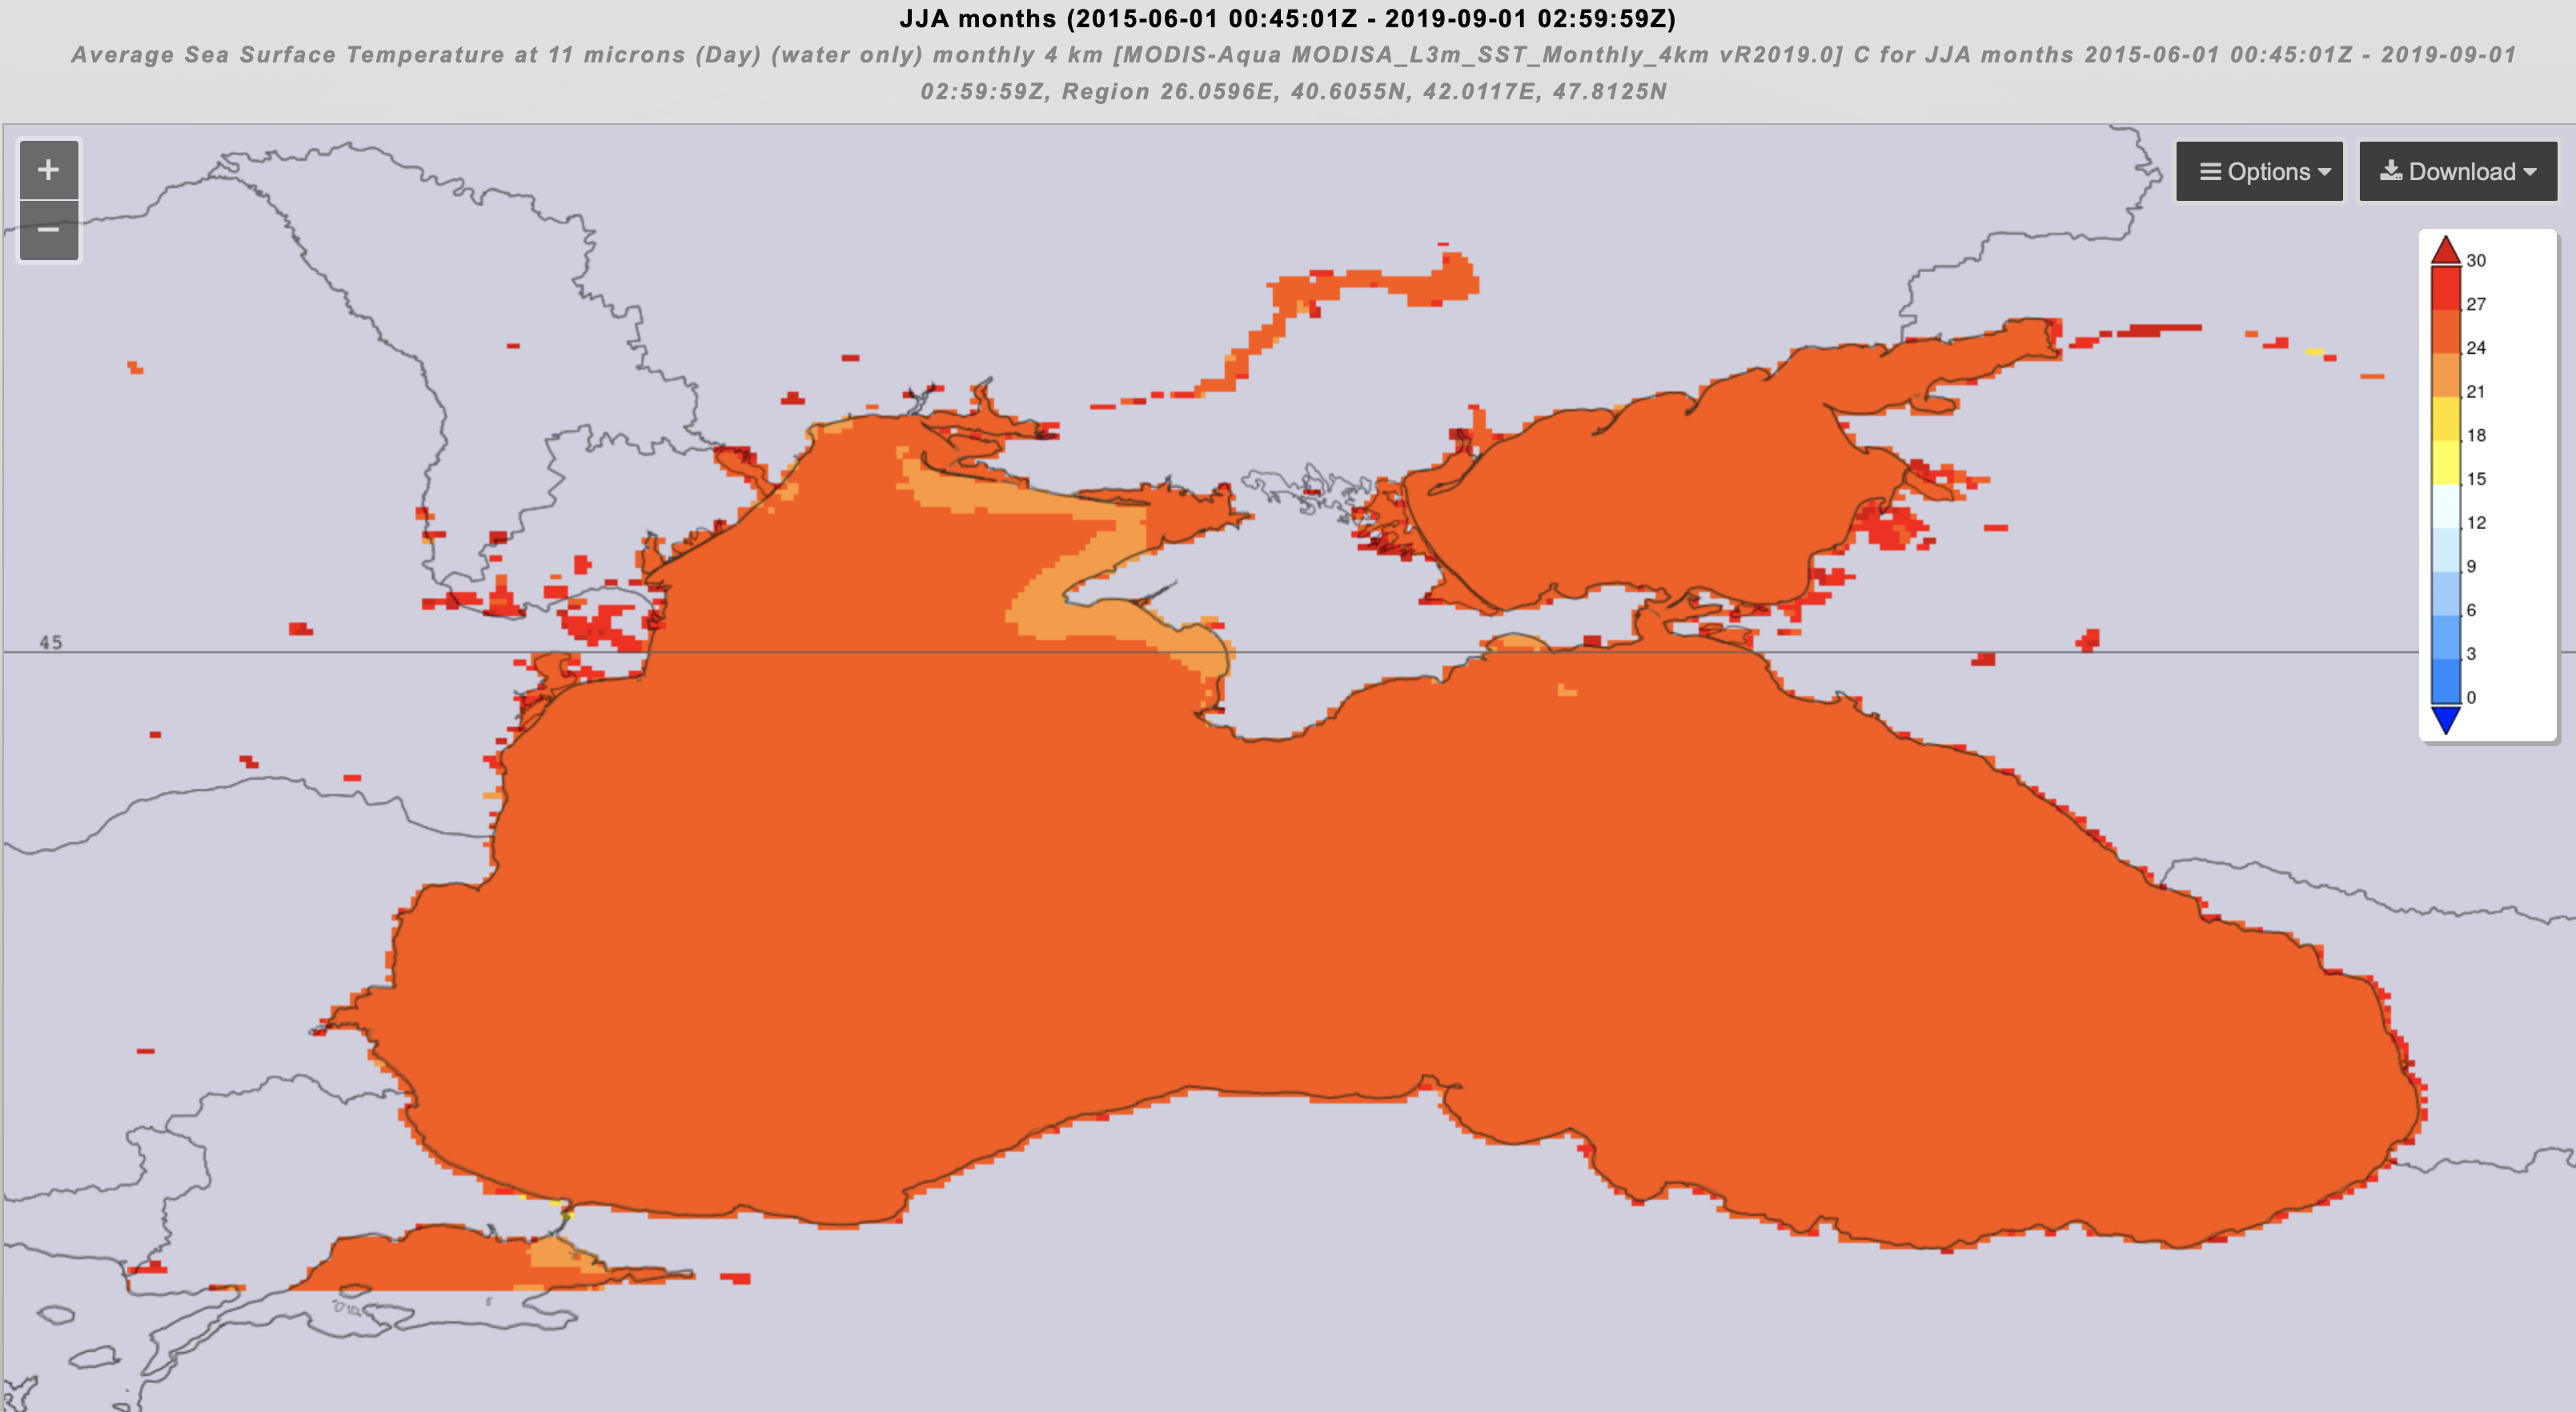 JJA months (2015-06-01 00:45:01Z - 2019-09-01 02:59:59Z)
Average Sea Surface Temperature at 11 microns (Day) (water only) monthly 4 km [MODIS-Aqua MODISA_L3m_SST_Monthly_4km vR2019.0] C for JJA months 2015-06-01 00:45:01Z - 2019-09-01
02:59:59Z, Region 26.0596E, 40.6055N, 42.0117E, 47.8125N
+
−
Options
Download
30
27
24
21
18
15
12
9
6
3
0
45